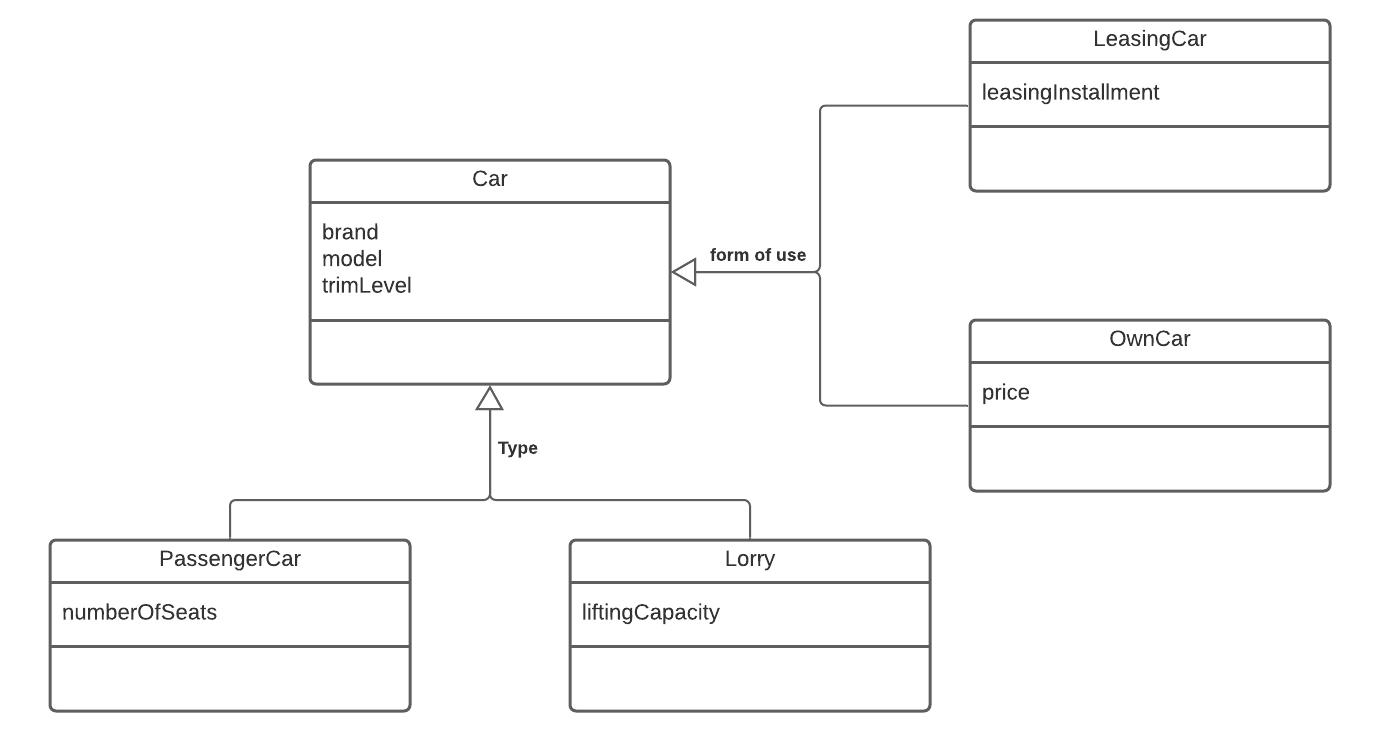 LeasingCar
leasingInstallment
Car
brand
model
trimLevel
form of use
OwnCar
price
Type
PassengerCar
numberOfSeats
Lorry
liftingCapacity